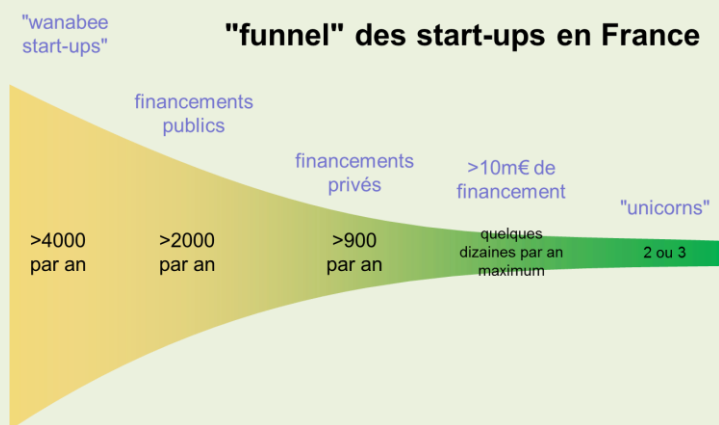 "wanabee
start-ups"
"funnel" des start-ups en France
financements
publics
financements
privés
>10m€ de
financement
"unicorns"
>4000
par an
>2000
par an
>900
par an
quelques
dizaines par an
maximum
2 ou 3